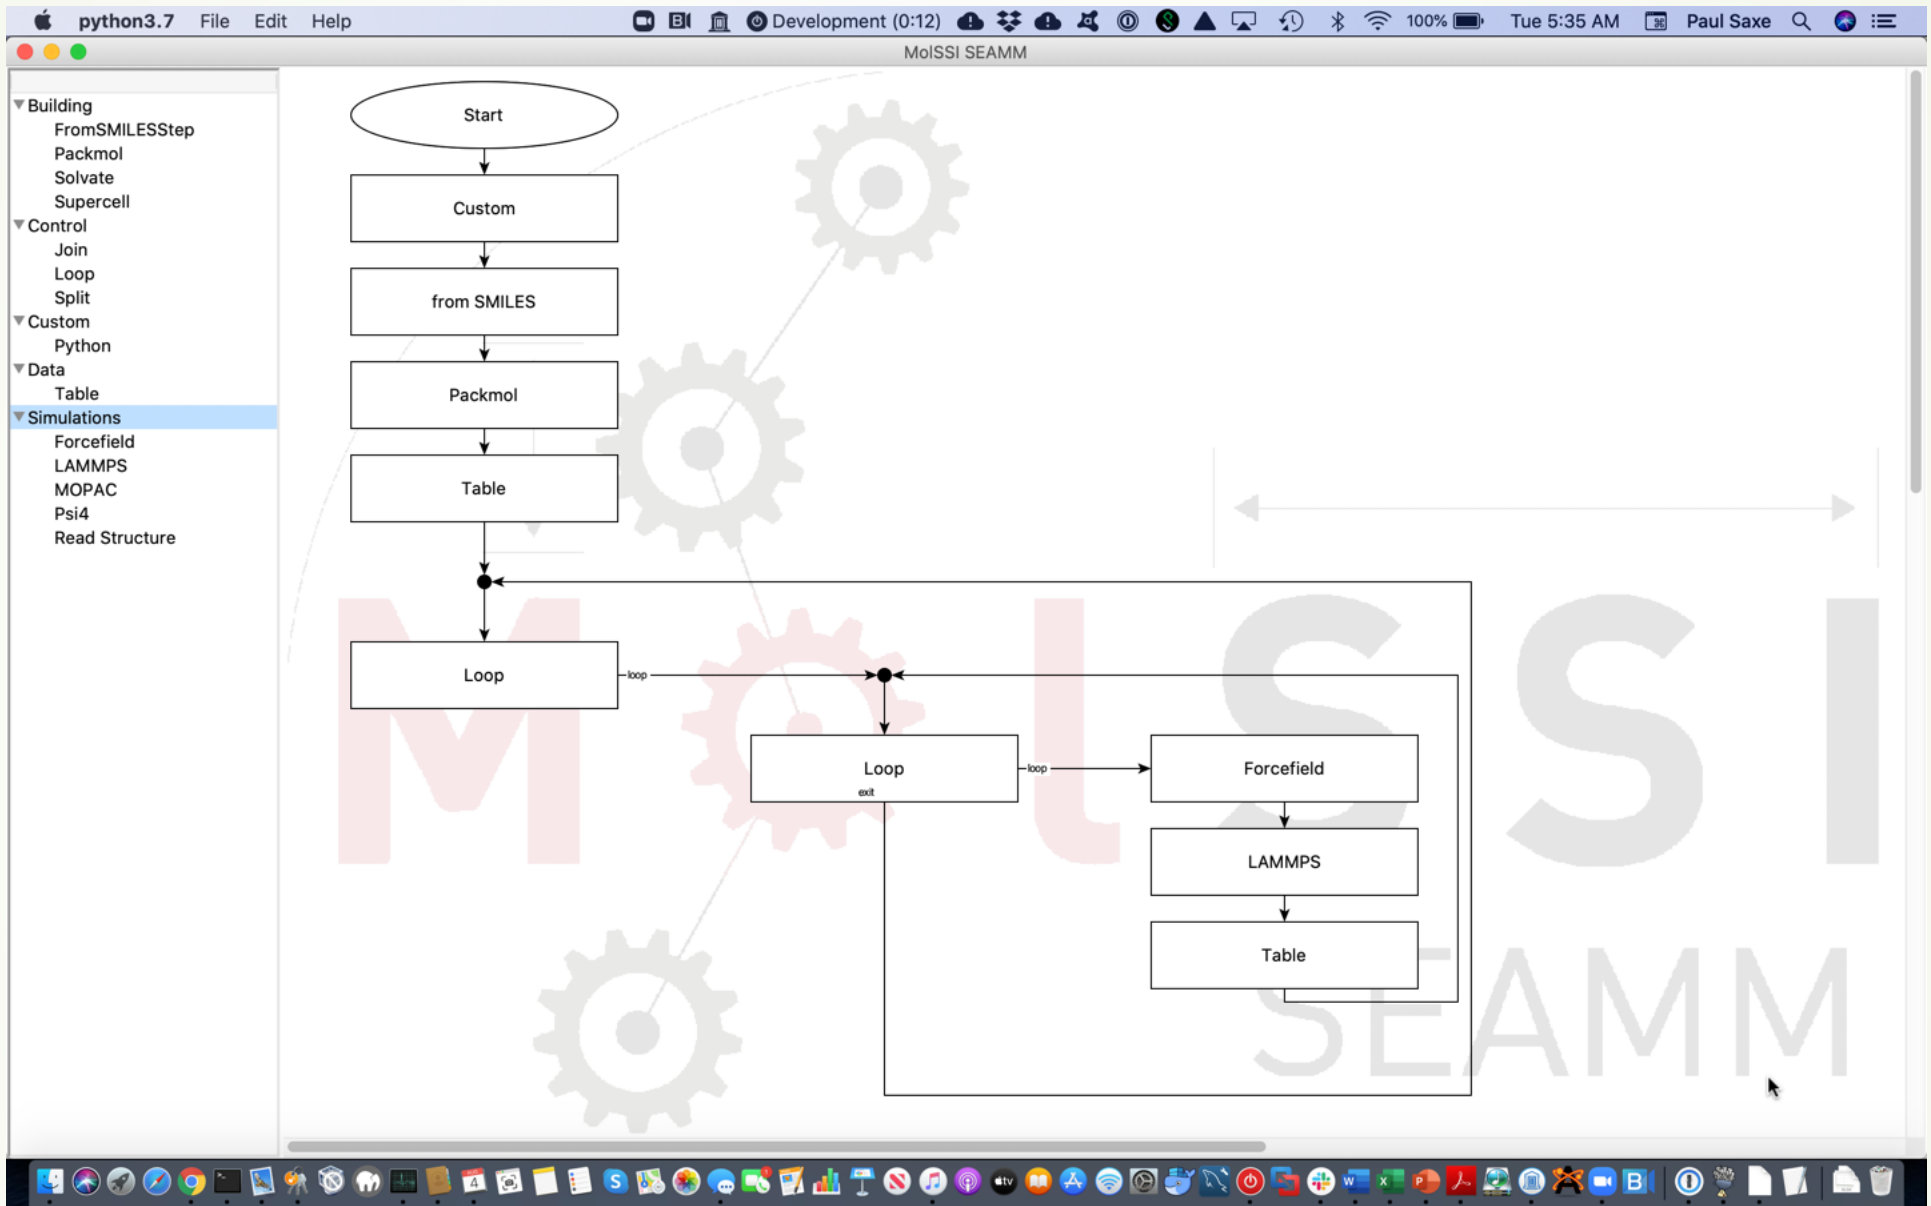 python3.7 File Edit Help Development (0:12) 100% Tue 5:35 AM Paul Saxe
MolSSI SEAMM
Building
FromSMILESStep
Packmol
Solvate
Supercell
Control
Join
Loop
Split
Custom
Python
Data
Table
Simulations
Forcefield
LAMMPS
MOPAC
Psi4
Read Structure
Start
Custom
from SMILES
Packmol
Table
Loop loop
Loop loop Forcefield
exit
LAMMPS
Table
MolSSI
SEAMM